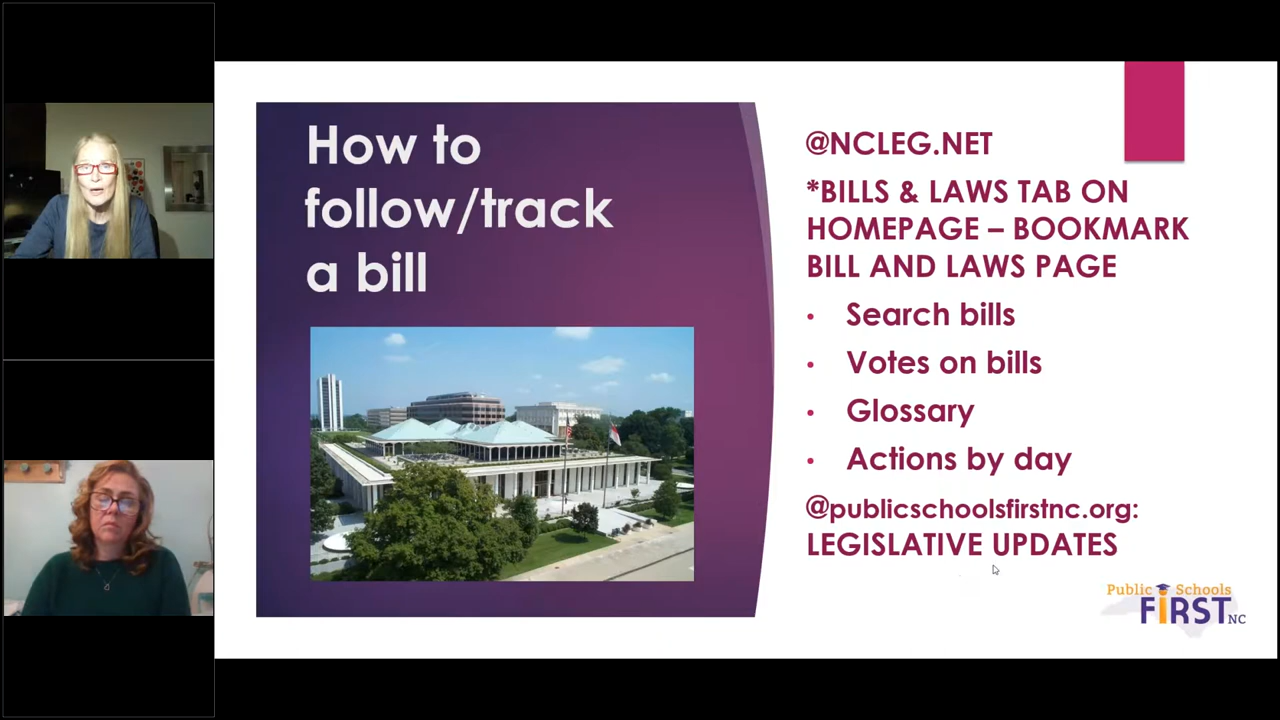 How to
follow/track
a bill
@NCLEG.NET
*BILLS & LAWS TAB ON
HOMEPAGE – BOOKMARK
BILL AND LAWS PAGE
• Search bills
• Votes on bills
• Glossary
• Actions by day
@publicschoolsfirstnc.org:
LEGISLATIVE UPDATES
Public Schools
FiRST NC